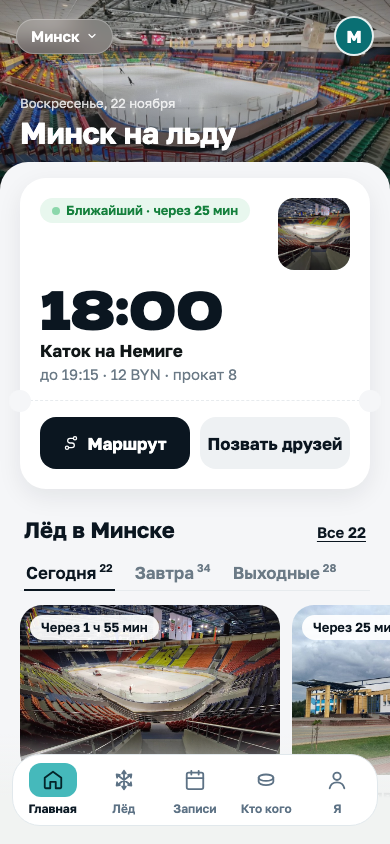 Минск
М
Воскресенье, 22 ноября
Минск на льду
Ближайший · через 25 мин
18:00
Каток на Немиге
до 19:15 · 12 BYN · прокат 8
Маршрут
Позвать друзей
Лёд в Минске
Все 22
Сегодня 22
Завтра 34
Выходные 28
Через 1 ч 55 мин
Через 25
Главная
Лёд
Записи
Кто кого
Я